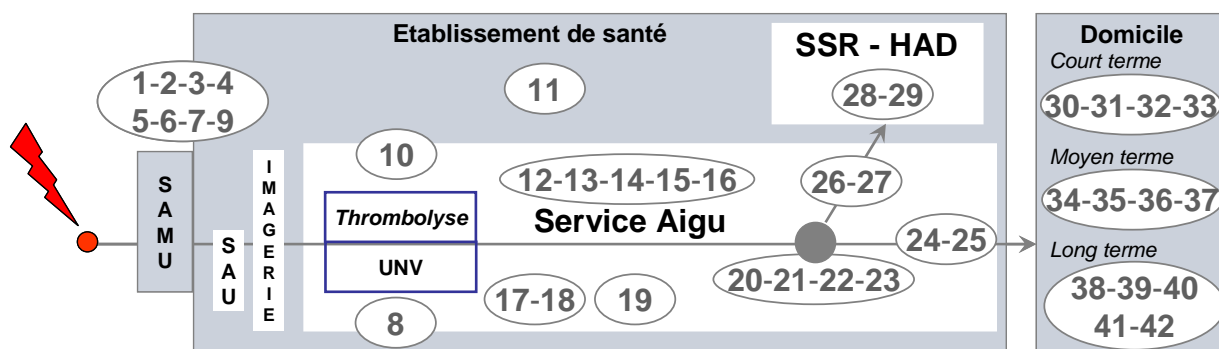 Etablissement de santé
SSR - HAD
Domicile
Court terme
1-2-3-4
5-6-7-9
11
28-29
30-31-32-33
10
12-13-14-15-16
26-27
Moyen terme
34-35-36-37
SAMU
SAU
IMAGERIE
Thrombolyse
UNV
Service Aigu
24-25
20-21-22-23
17-18
19
8
Long terme
38-39-40
41-42